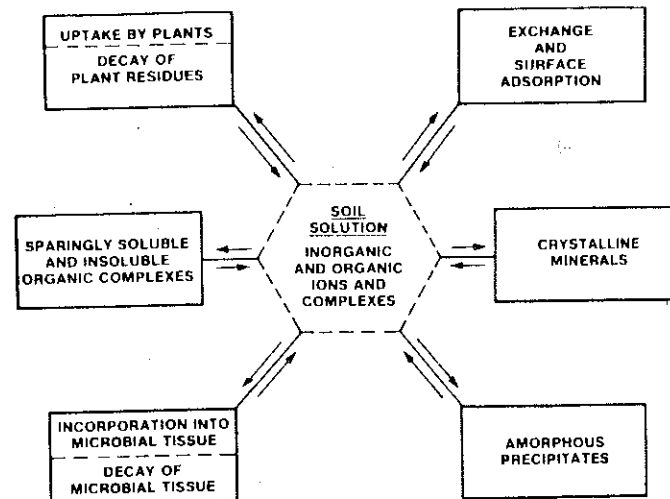 UPTAKE BY PLANTS
DECAY OF
PLANT RESIDUES
EXCHANGE
AND
SURFACE
ADSORPTION
SOIL
SOLUTION
INORGANIC
AND ORGANIC
IONS AND
COMPLEXES
SPARINGLY SOLUBLE
AND INSOLUBLE
ORGANIC COMPLEXES
CRYSTALLINE
MINERALS
INCORPORATION INTO
MICROBIAL TISSUE
DECAY OF
MICROBIAL TISSUE
AMORPHOUS
PRECIPITATES